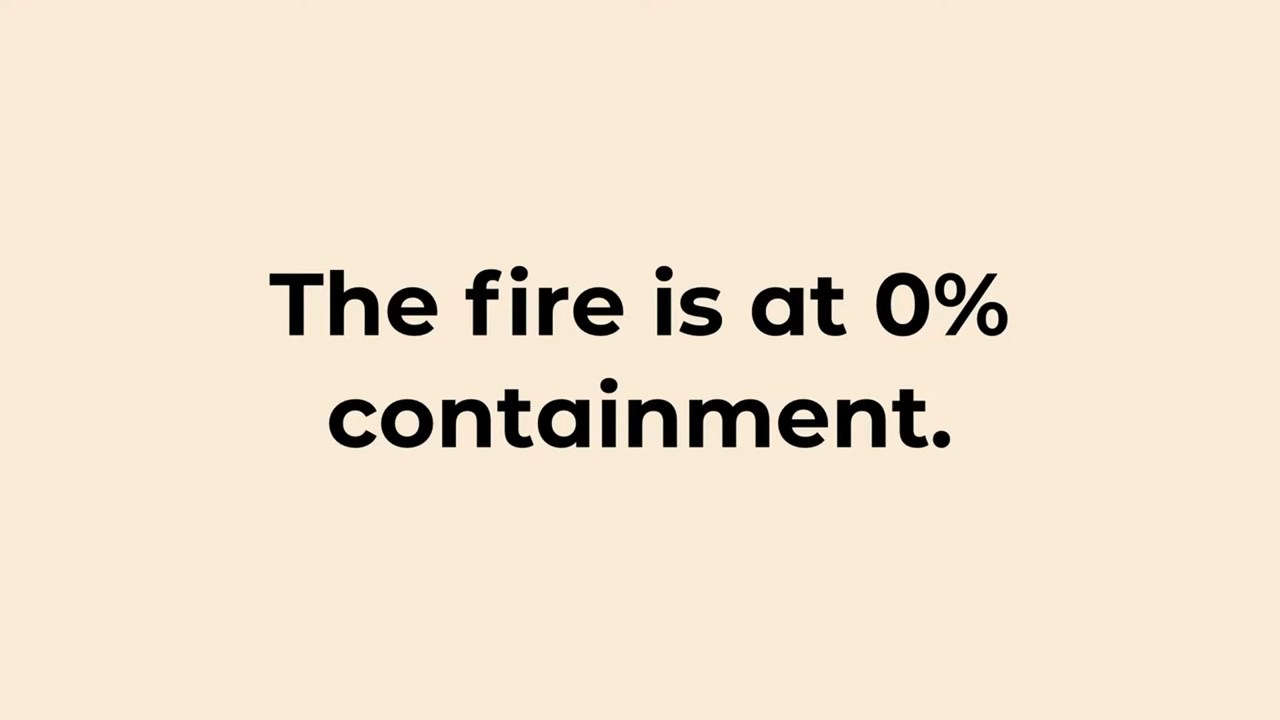 The fire is at 0%
containment.